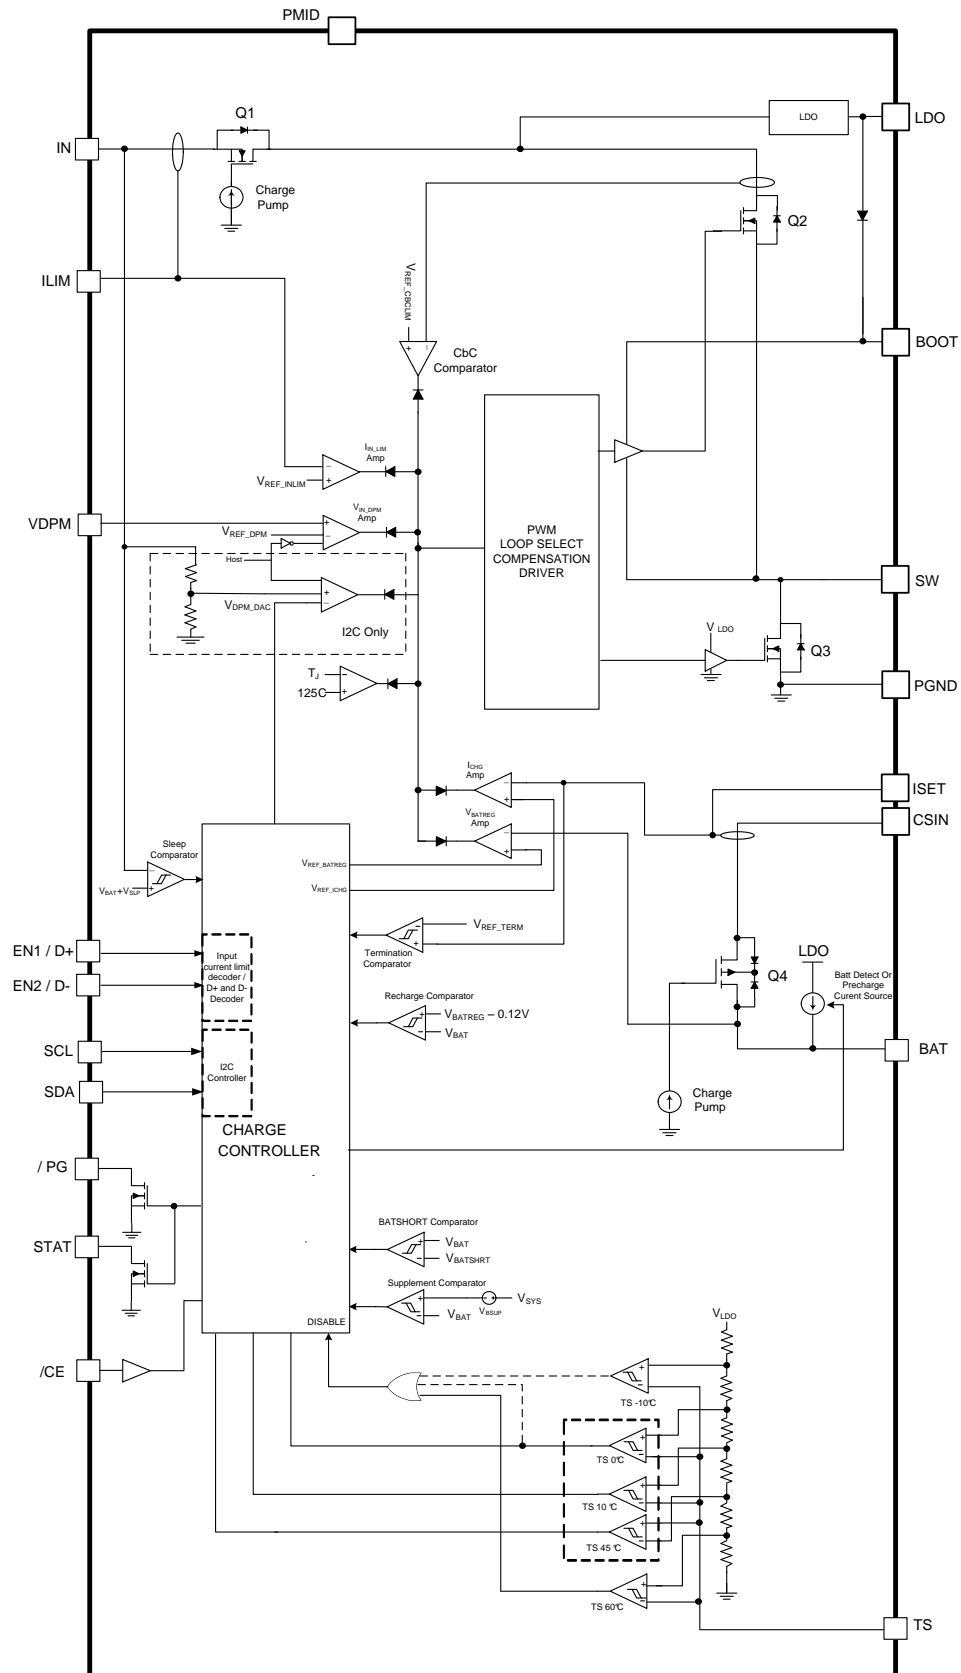 PMID
Q1
LDO
LDO
IN
Charge
Pump
Q2
ILIM
V_REF_CBCLIM
BOOT
+ −
CbC
Comparator
I_IN_LIM
Amp
−
V_REF_INLIM +
V_IN_DPM
Amp
VDPM
+
V_REF_DPM −
PWM
LOOP SELECT
COMPENSATION
DRIVER
Host
SW
+
V_DPM_DAC −
I2C Only
V LDO
Q3
T_J −
125C +
PGND
I_CHG
Amp
−
+
ISET
V_BATREG
Amp
−
+
CSIN
Sleep
Comparator
−
V_BAT+V_SLP +
V_REF_BATREG
V_REF_ICHG
− V_REF_TERM
+
Termination
Comparator
EN1 / D+
EN2 / D-
Input
current limit
decoder /
D+ and D-
Decoder
LDO
Q4
Batt Detect Or
Precharge
Curent Source
Recharge Comparator
+ V_BATREG – 0.12V
− V_BAT
SCL
SDA
I2C
Controller
BAT
Charge
Pump
CHARGE
CONTROLLER
/ PG
STAT
BATSHORT Comparator
+ V_BAT
− V_BATSHRT
Supplement Comparator
+ V_BSUP V_SYS
− V_BAT
DISABLE
V_LDO
/CE
+
−
TS -10°C
+
−
TS 0°C
+
−
TS 10 °C
+
−
TS 45 °C
+
−
TS 60°C
TS